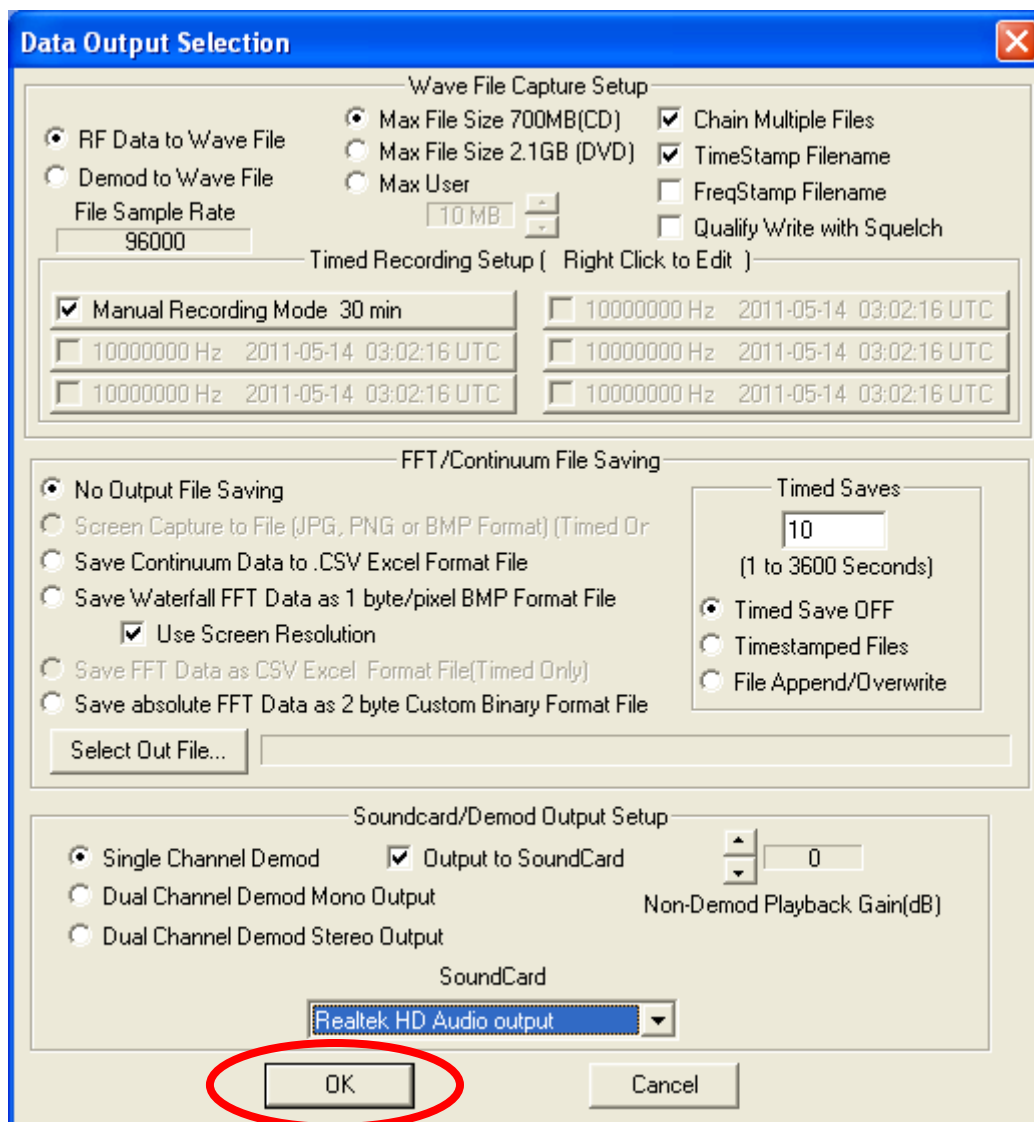 Data Output Selection
Wave File Capture Setup
RF Data to Wave File
Demod to Wave File
File Sample Rate
96000
Max File Size 700MB(CD)
Max File Size 2.1GB (DVD)
Max User
10 MB
Chain Multiple Files
TimeStamp Filename
FreqStamp Filename
Qualify Write with Squelch
Timed Recording Setup ( Right Click to Edit )
Manual Recording Mode 30 min
10000000 Hz 2011-05-14 03:02:16 UTC
10000000 Hz 2011-05-14 03:02:16 UTC
10000000 Hz 2011-05-14 03:02:16 UTC
10000000 Hz 2011-05-14 03:02:16 UTC
10000000 Hz 2011-05-14 03:02:16 UTC
FFT/Continuum File Saving
No Output File Saving
Screen Capture to File (JPG, PNG or BMP Format) (Timed Or
Save Continuum Data to .CSV Excel Format File
Save Waterfall FFT Data as 1 byte/pixel BMP Format File
Use Screen Resolution
Save FFT Data as CSV Excel Format File(Timed Only)
Save absolute FFT Data as 2 byte Custom Binary Format File
Select Out File...
Timed Saves
10
(1 to 3600 Seconds)
Timed Save OFF
Timestamped Files
File Append/Overwrite
Soundcard/Demod Output Setup
Single Channel Demod
Dual Channel Demod Mono Output
Dual Channel Demod Stereo Output
Output to SoundCard
0
Non-Demod Playback Gain(dB)
SoundCard
Realtek HD Audio output
OK
Cancel